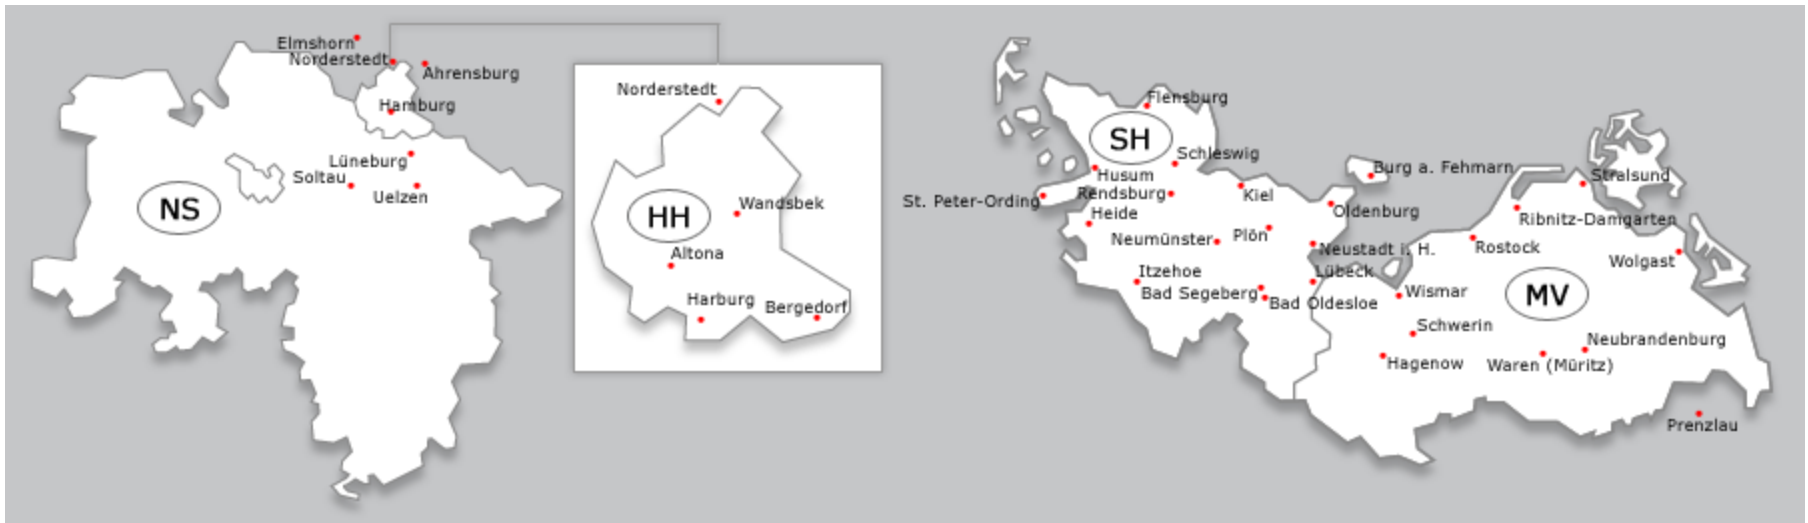 Elmshorn
Norderstedt
Ahrensburg
Hamburg
Lüneburg
Soltau
Uelzen
NS
Norderstedt
Wandsbek
HH
Altona
Harburg
Bergedorf
Flensburg
SH
Schleswig
Husum
Burg a. Fehmarn
Stralsund
St. Peter-Ording
Rendsburg
Kiel
Heide
Oldenburg
Ribnitz-Damgarten
Neumünster
Plön
Neustadt i. H.
Rostock
Wolgast
Itzehoe
Lübeck
Bad Segeberg
Bad Oldesloe
Wismar
MV
Schwerin
Neubrandenburg
Hagenow
Waren (Müritz)
Prenzlau